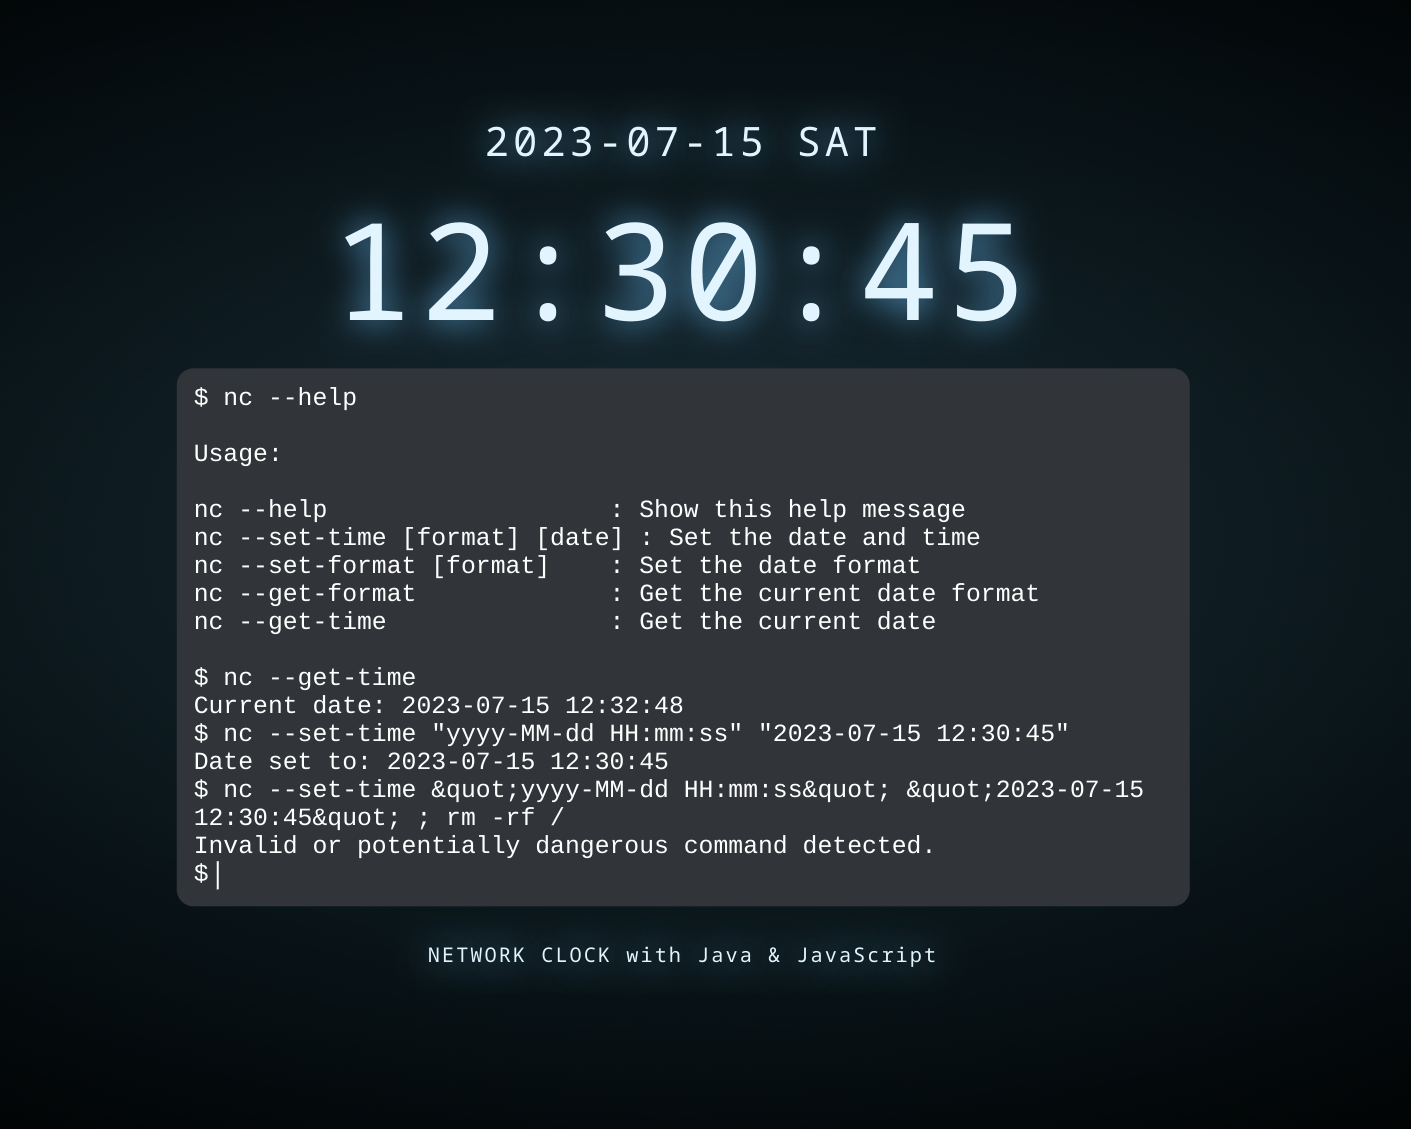 2023-07-15 SAT
12:30:45
$ nc --help
Usage:
nc --help                   : Show this help message
nc --set-time [format] [date] : Set the date and time
nc --set-format [format]    : Set the date format
nc --get-format             : Get the current date format
nc --get-time               : Get the current date
$ nc --get-time
Current date: 2023-07-15 12:32:48
$ nc --set-time "yyyy-MM-dd HH:mm:ss" "2023-07-15 12:30:45"
Date set to: 2023-07-15 12:30:45
$ nc --set-time &quot;yyyy-MM-dd HH:mm:ss&quot; &quot;2023-07-15
12:30:45&quot; ; rm -rf /
Invalid or potentially dangerous command detected.
$
NETWORK CLOCK with Java & JavaScript